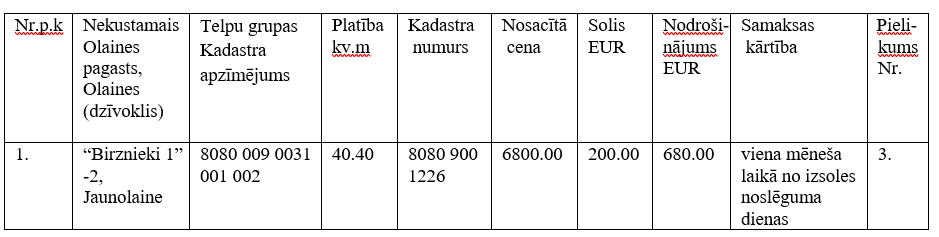 Nr.p.k
Nekustamais
Olaines
pagasts,
Olaines
(dzīvoklis)
Telpu grupas
Kadastra
apzīmējums
Platība
kv.m
Kadastra
numurs
Nosacītā
cena
Solis
EUR
Nodroši-
nājums
EUR
Samaksas
kārtība
Pieli-
kums
Nr.
1.
“Birznieki 1”
-2,
Jaunolaine
8080 009 0031
001 002
40.40
8080 900
1226
6800.00
200.00
680.00
viena mēneša
laikā no izsoles
noslēguma
dienas
3.